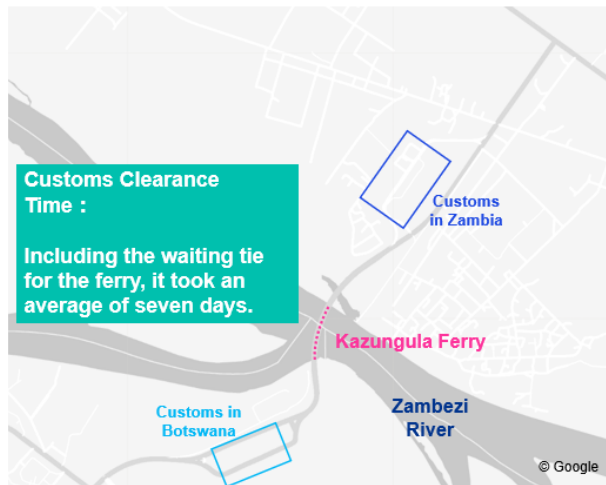 Customs Clearance
Time :
Including the waiting tie
for the ferry, it took an
average of seven days.
Customs
in Zambia
Kazungula Ferry
Customs in
Botswana
Zambezi
River
© Google